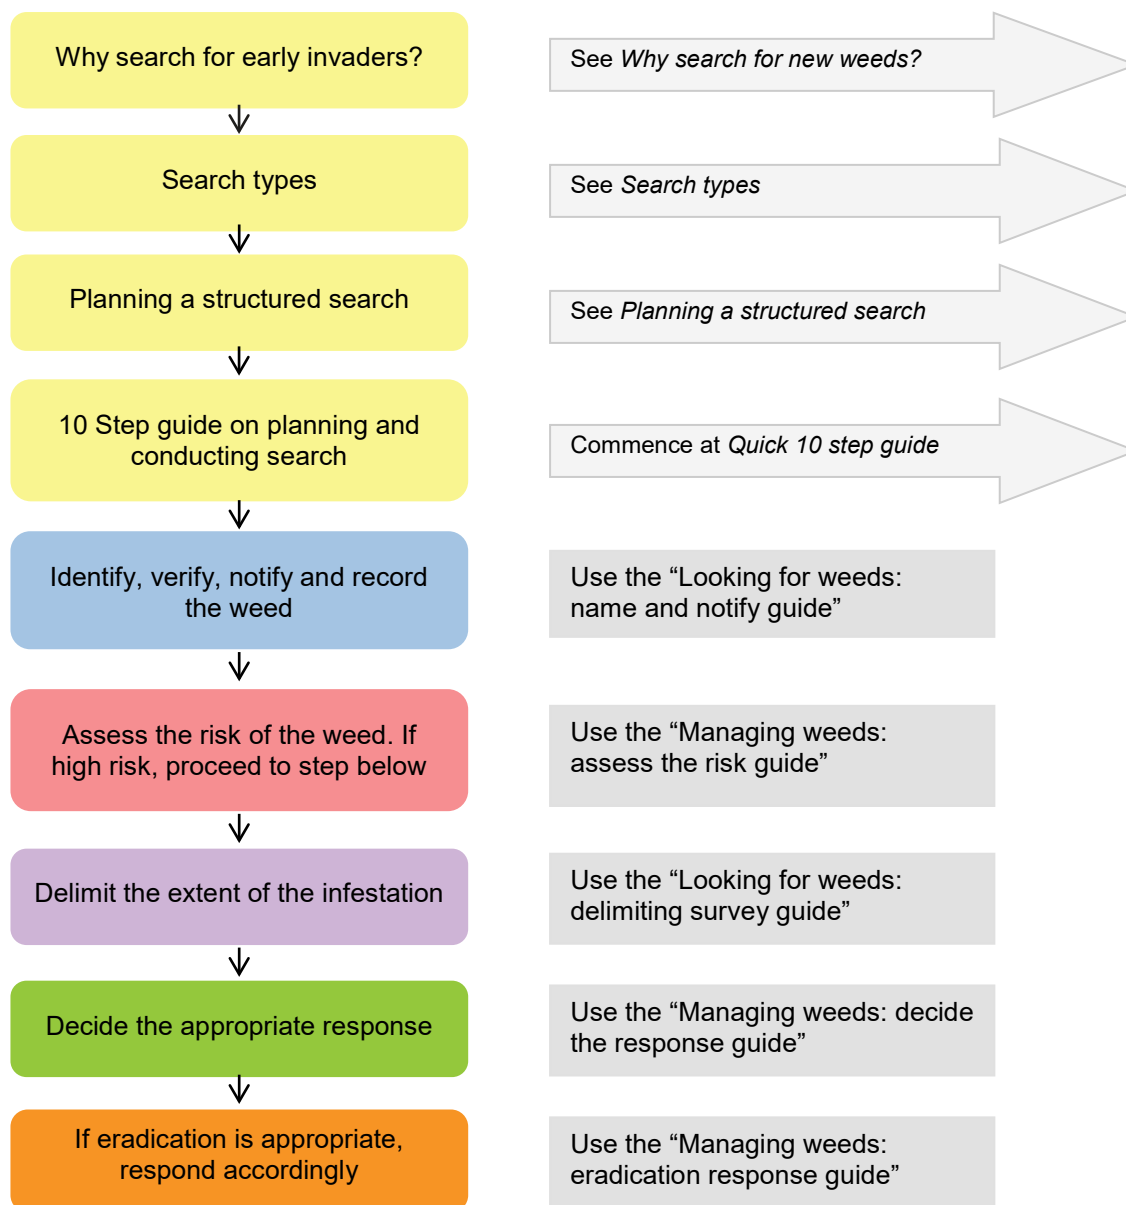 Why search for early invaders?
See Why search for new weeds?
Search types
See Search types
Planning a structured search
See Planning a structured search
10 Step guide on planning and
conducting search
Commence at Quick 10 step guide
Identify, verify, notify and record
the weed
Use the “Looking for weeds:
name and notify guide”
Assess the risk of the weed. If
high risk, proceed to step below
Use the “Managing weeds:
assess the risk guide”
Delimit the extent of the infestation
Use the “Looking for weeds:
delimiting survey guide”
Decide the appropriate response
Use the “Managing weeds: decide
the response guide”
If eradication is appropriate,
respond accordingly
Use the “Managing weeds:
eradication response guide”